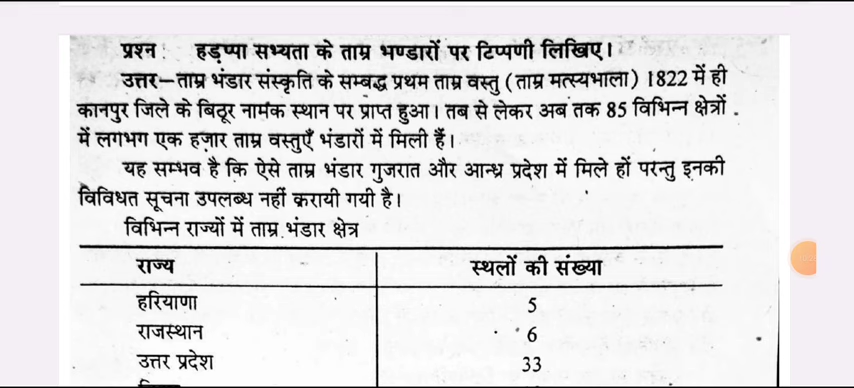 प्रश्न : हड़प्पा सभ्यता के ताम्र भण्डारों पर टिप्पणी लिखिए।
उत्तर–ताम्र भंडार संस्कृति के सम्बद्ध प्रथम ताम्र वस्तु (ताम्र मत्स्यभाला) 1822 में ही
कानपुर जिले के बिठूर नामक स्थान पर प्राप्त हुआ। तब से लेकर अब तक 85 विभिन्न क्षेत्रों
में लगभग एक हज़ार ताम्र वस्तुएँ भंडारों में मिली हैं।
यह सम्भव है कि ऐसे ताम्र भंडार गुजरात और आन्ध्र प्रदेश में मिले हों परन्तु इनकी
विविधत सूचना उपलब्ध नहीं करायी गयी है।
विभिन्न राज्यों में ताम्र भंडार क्षेत्र
राज्य स्थलों की संख्या
हरियाणा 5
राजस्थान 6
उत्तर प्रदेश 33